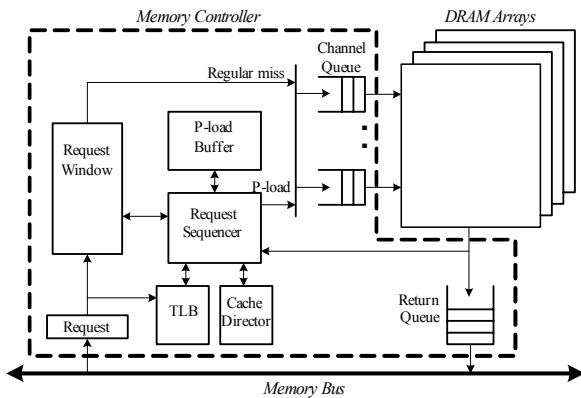 Memory Controller
DRAM Arrays
Channel
Queue
Regular miss
P-load
Buffer
Request
Window
P-load
Request
Sequencer
TLB
Cache
Director
Return
Queue
Request
Memory Bus